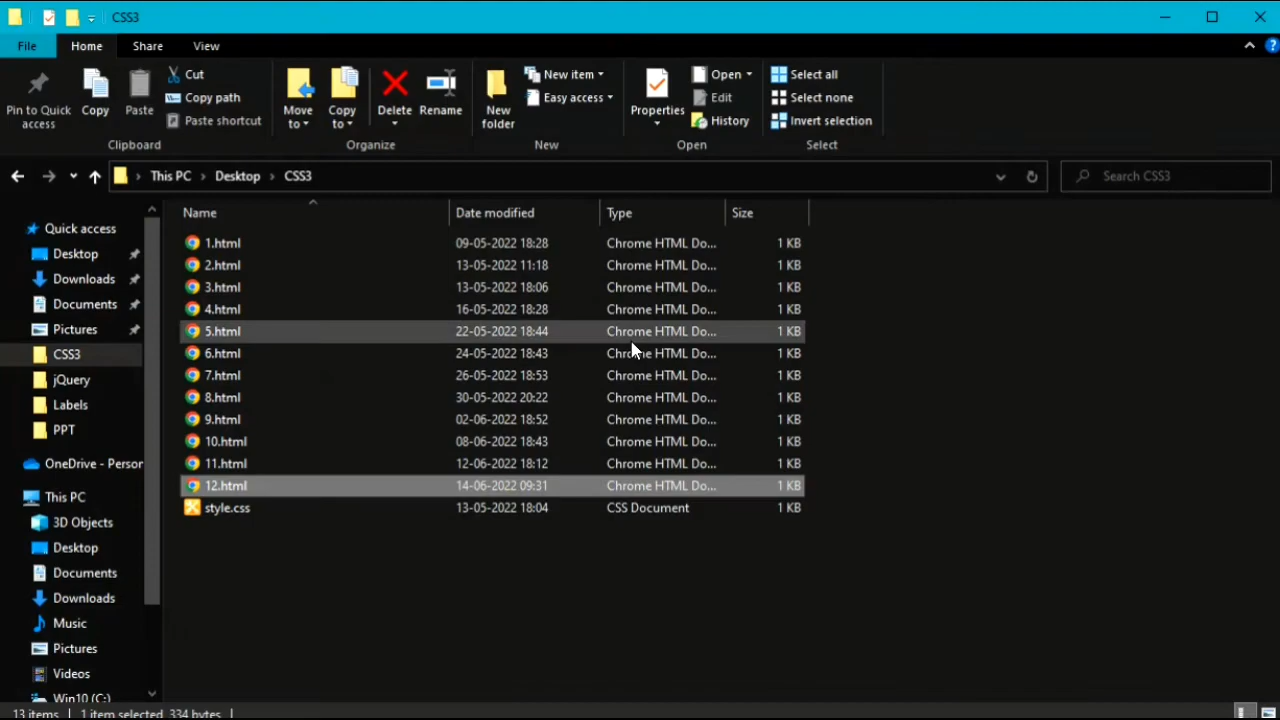 CSS3
File Home Share View
Pin to Quick access
Copy
Paste
Cut
Copy path
Paste shortcut
Clipboard
Move to
Copy to
Delete
Rename
Organize
New folder
New item
Easy access
New
Properties
Open
Edit
History
Open
Select all
Select none
Invert selection
Select
This PC Desktop CSS3
Search CSS3
Quick access
Desktop
Downloads
Documents
Pictures
CSS3
jQuery
Labels
PPT
OneDrive - Person
This PC
3D Objects
Desktop
Documents
Downloads
Music
Pictures
Videos
Win10 (C:)
Name Date modified Type Size
1.html 09-05-2022 18:28 Chrome HTML Do... 1 KB
2.html 13-05-2022 11:18 Chrome HTML Do... 1 KB
3.html 13-05-2022 18:06 Chrome HTML Do... 1 KB
4.html 16-05-2022 18:28 Chrome HTML Do... 1 KB
5.html 22-05-2022 18:44 Chrome HTML Do... 1 KB
6.html 24-05-2022 18:43 Chrome HTML Do... 1 KB
7.html 26-05-2022 18:53 Chrome HTML Do... 1 KB
8.html 30-05-2022 20:22 Chrome HTML Do... 1 KB
9.html 02-06-2022 18:52 Chrome HTML Do... 1 KB
10.html 08-06-2022 18:43 Chrome HTML Do... 1 KB
11.html 12-06-2022 18:12 Chrome HTML Do... 1 KB
12.html 14-06-2022 09:31 Chrome HTML Do... 1 KB
style.css 13-05-2022 18:04 CSS Document 1 KB
13 items 1 item selected 334 bytes